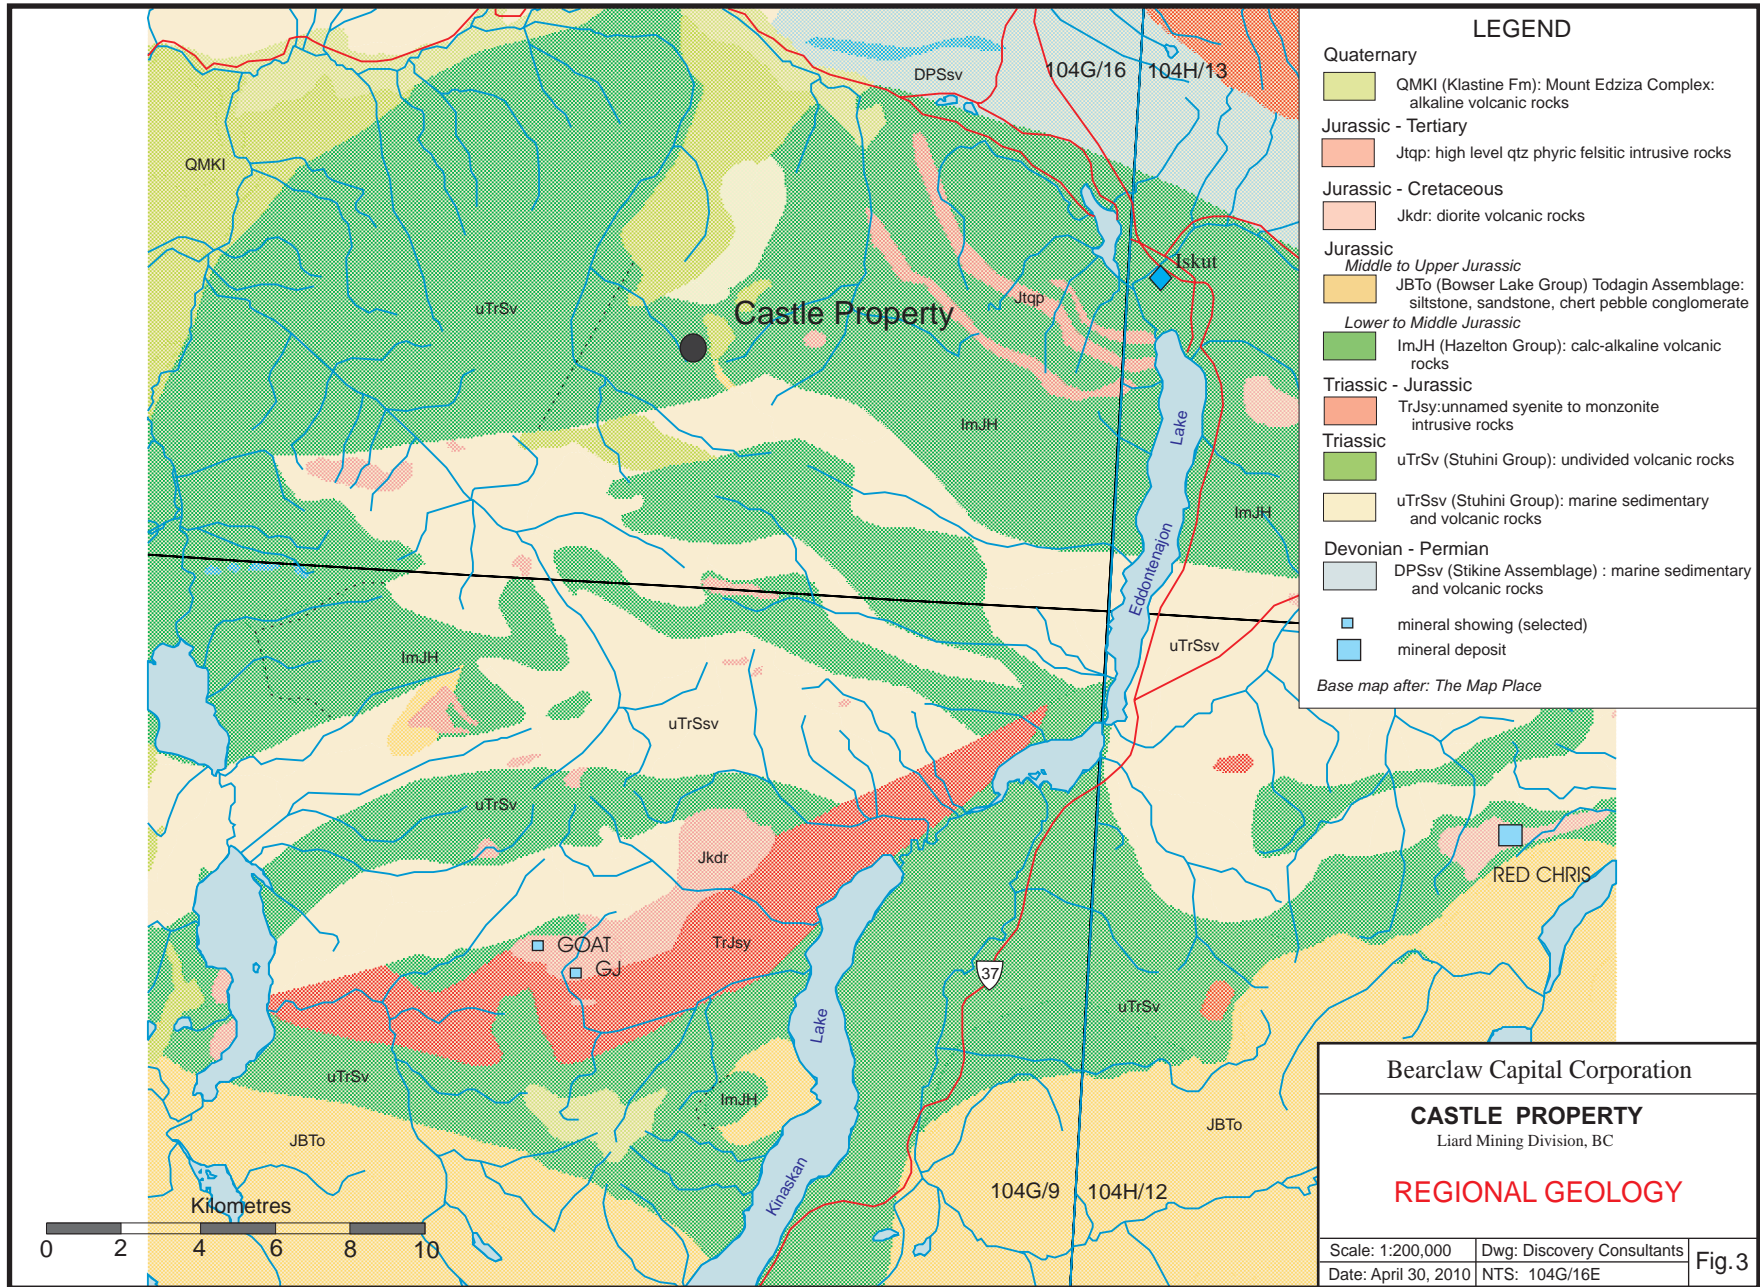 LEGEND
Quaternary
QMKI (Klastine Fm): Mount Edziza Complex:
alkaline volcanic rocks
Jurassic - Tertiary
Jtqp: high level qtz phyric felsitic intrusive rocks
Jurassic - Cretaceous
Jkdr: diorite volcanic rocks
Jurassic
Middle to Upper Jurassic
JBTo (Bowser Lake Group) Todagin Assemblage:
siltstone, sandstone, chert pebble conglomerate
Lower to Middle Jurassic
ImJH (Hazelton Group): calc-alkaline volcanic
rocks
Triassic - Jurassic
TrJsy:unnamed syenite to monzonite
intrusive rocks
Triassic
uTrSv (Stuhini Group): undivided volcanic rocks
uTrSsv (Stuhini Group): marine sedimentary
and volcanic rocks
Devonian - Permian
DPSsv (Stikine Assemblage) : marine sedimentary
and volcanic rocks
mineral showing (selected)
mineral deposit
Base map after: The Map Place
DPSsv
104G/16
104H/13
QMKI
Iskut
uTrSv
Jtqp
Castle Property
ImJH
Lake
ImJH
Eddontenajon
ImJH
uTrSsv
uTrSsv
uTrSv
Jkdr
RED CHRIS
GOAT
TrJsy
GJ
37
uTrSv
Lake
uTrSv
ImJH
JBTo
JBTo
Kinaskan
104G/9
104H/12
Kilometres
0 2 4 6 8 10
Bearclaw Capital Corporation
CASTLE PROPERTY
Liard Mining Division, BC
REGIONAL GEOLOGY
Scale: 1:200,000
Dwg: Discovery Consultants
Date: April 30, 2010
NTS: 104G/16E
Fig.3